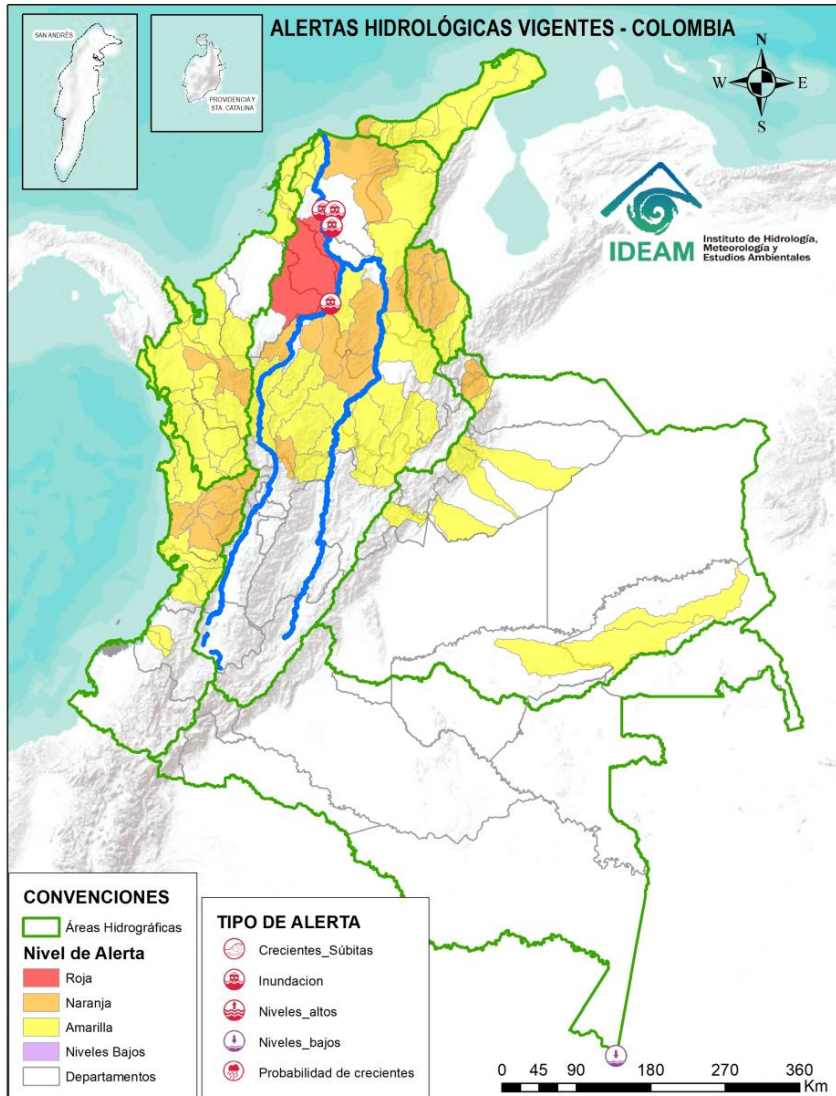 ALERTAS HIDROLÓGICAS VIGENTES - COLOMBIA
SAN ANDRÉS
PROVIDENCIA Y
STA. CATALINA
N
W
E
S
IDEAM
Instituto de Hidrología,
Meteorología y
Estudios Ambientales
CONVENCIONES
Áreas Hidrográficas
Nivel de Alerta
Roja
Naranja
Amarilla
Niveles Bajos
Departamentos
TIPO DE ALERTA
Crecientes_Súbitas
Inundacion
Niveles_altos
Niveles_bajos
Probabilidad de crecientes
0 45 90 180 270 360
Km